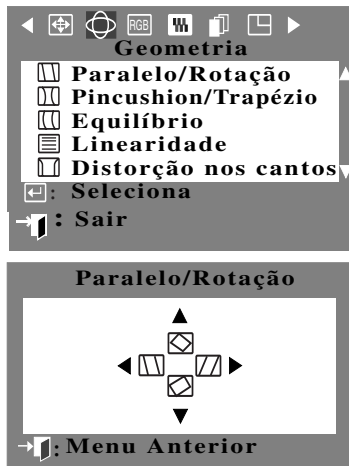 RGB
Geometria
Paralelo/Rotação
Pincushion/Trapézio
Equilíbrio
Linearidade
Distorção nos cantos
: Seleciona
: Sair
Paralelo/Rotação
: Menu Anterior